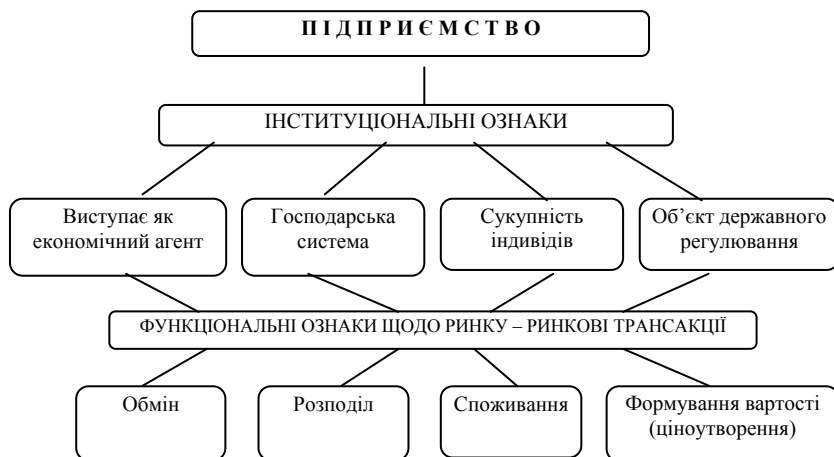 П І Д П Р И Є М С Т В О
ІНСТИТУЦІОНАЛЬНІ ОЗНАКИ
Виступає як
економічний агент
Господарська
система
Сукупність
індивідів
Об’єкт державного
регулювання
ФУНКЦІОНАЛЬНІ ОЗНАКИ ЩОДО РИНКУ – РИНКОВІ ТРАНСАКЦІЇ
Обмін
Розподіл
Споживання
Формування вартості
(ціноутворення)